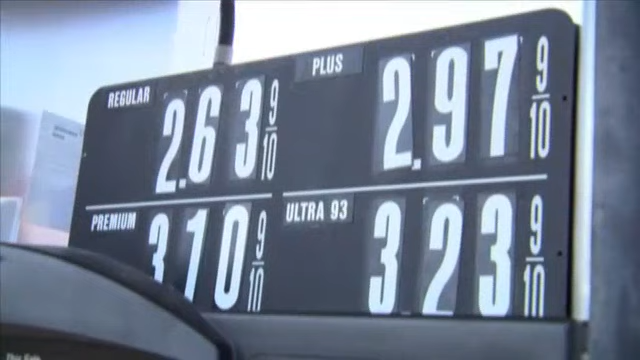 REGULAR 2.63 9/10
PLUS 2.97 9/10
PREMIUM 3.10 9/10
ULTRA 93 3.23 9/10